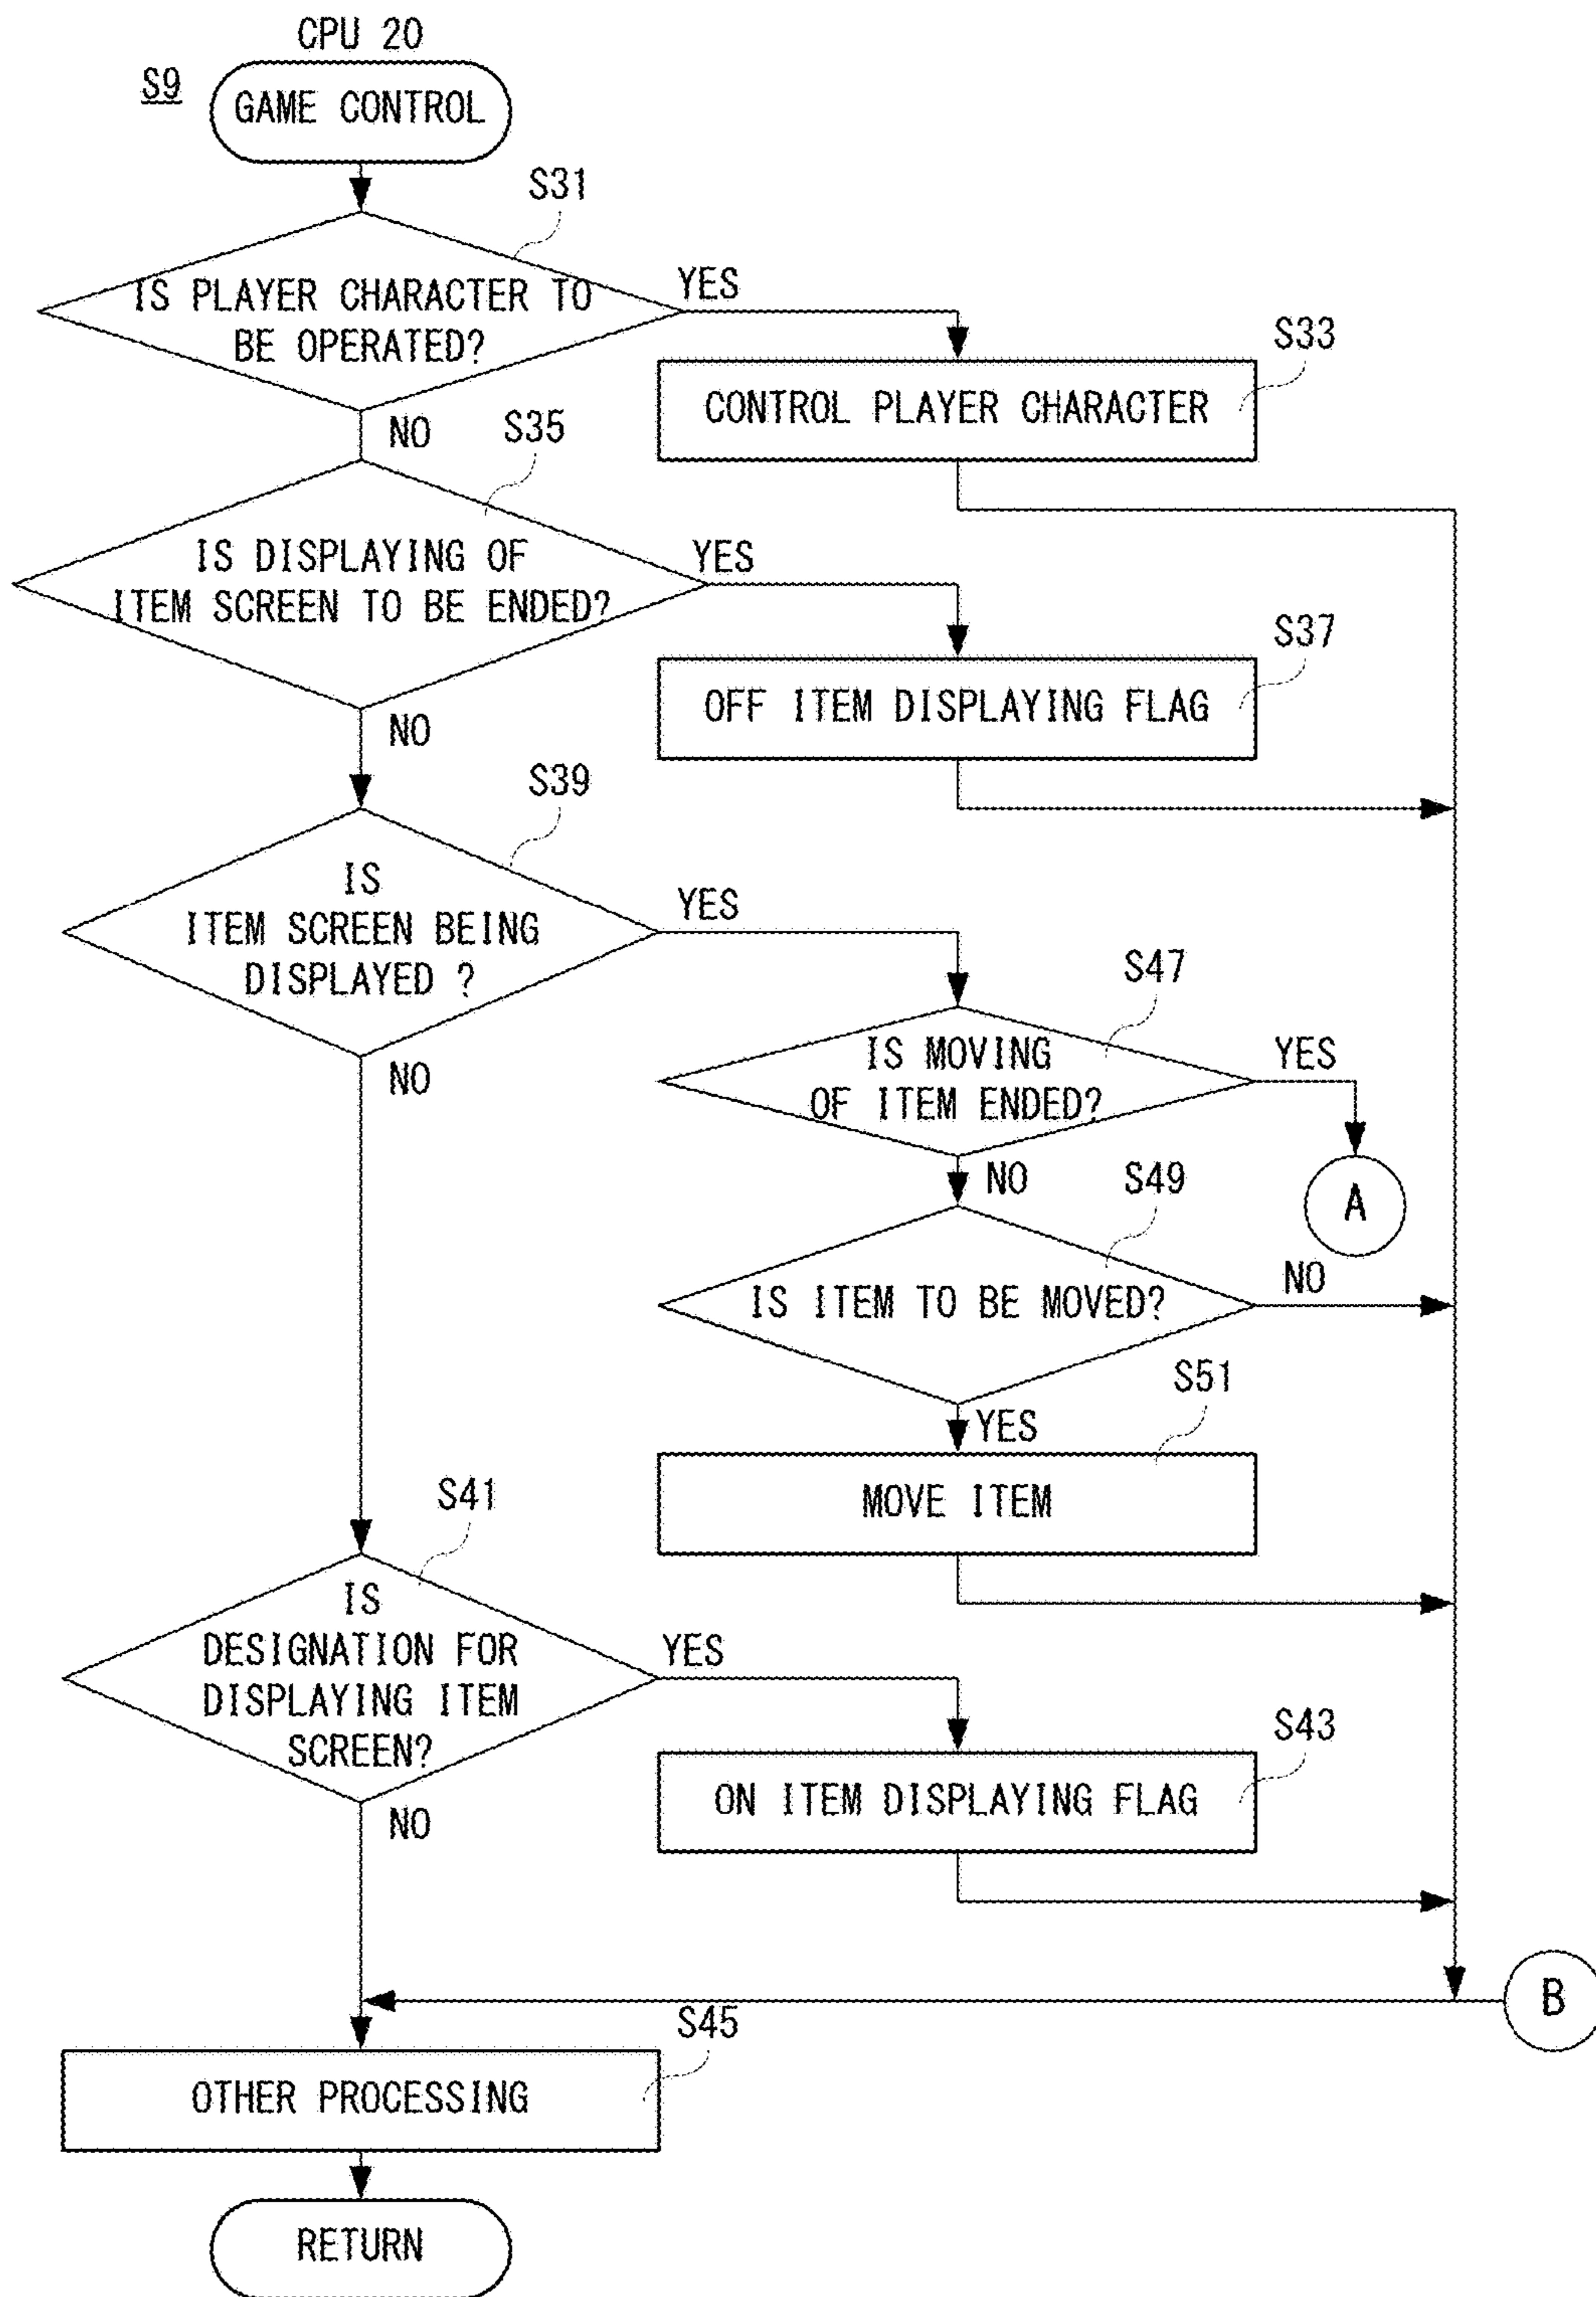 CPU 20
S9
GAME CONTROL
S31
IS PLAYER CHARACTER TO
BE OPERATED?
YES
NO
S33
CONTROL PLAYER CHARACTER
S35
IS DISPLAYING OF
ITEM SCREEN TO BE ENDED?
YES
NO
S37
OFF ITEM DISPLAYING FLAG
S39
IS
ITEM SCREEN BEING
DISPLAYED ?
YES
NO
S47
IS MOVING
OF ITEM ENDED?
YES
A
NO
S49
IS ITEM TO BE MOVED?
NO
YES
S51
MOVE ITEM
S41
IS
DESIGNATION FOR
DISPLAYING ITEM
SCREEN?
YES
NO
S43
ON ITEM DISPLAYING FLAG
B
S45
OTHER PROCESSING
RETURN